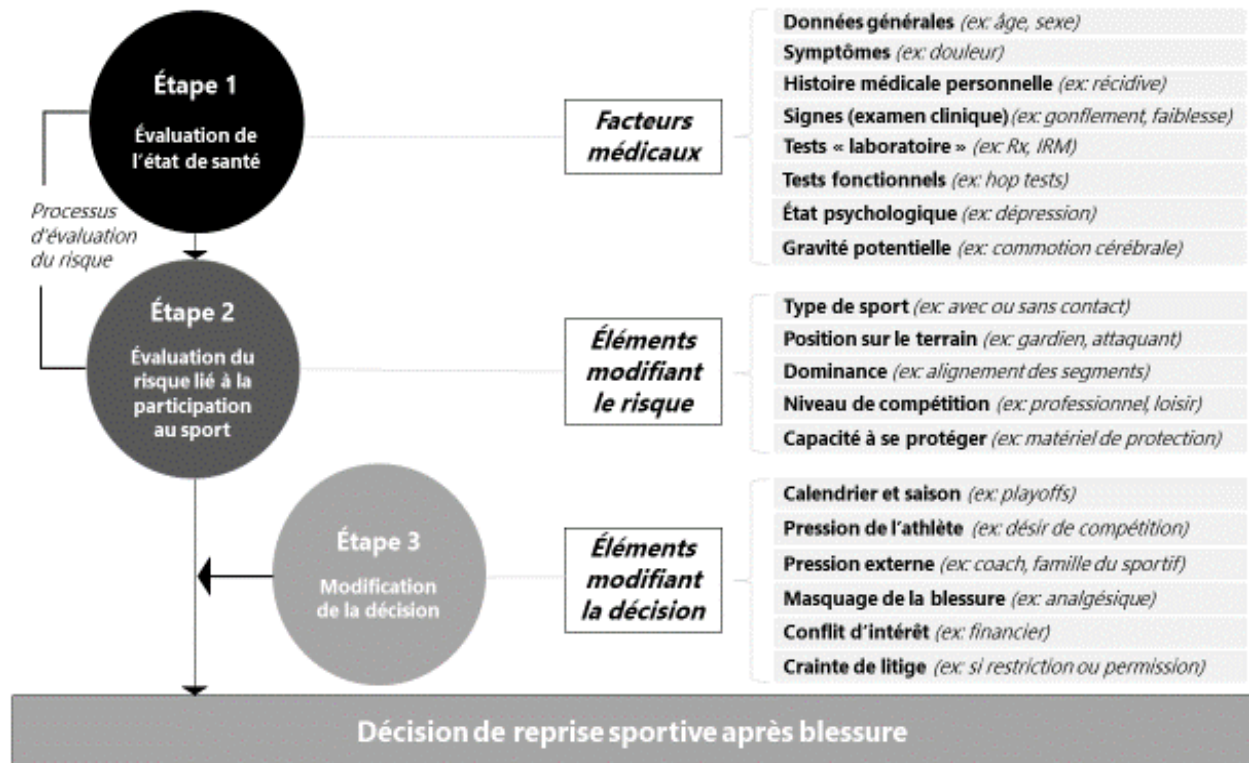 Étape 1
Évaluation de
l'état de santé
Processus
d'évaluation
du risque
Étape 2
Évaluation du
risque lié à la
participation
au sport
Étape 3
Modification
de la décision
Facteurs
médicaux
Données générales (ex: âge, sexe)
Symptômes (ex: douleur)
Histoire médicale personnelle (ex: récidive)
Signes (examen clinique)(ex: gonflement, faiblesse)
Tests « laboratoire » (ex: Rx, IRM)
Tests fonctionnels (ex: hop tests)
État psychologique (ex: dépression)
Gravité potentielle (ex: commotion cérébrale)
Éléments
modifiant
le risque
Type de sport (ex: avec ou sans contact)
Position sur le terrain (ex: gardien, attaquant)
Dominance (ex: alignement des segments)
Niveau de compétition (ex: professionnel, loisir)
Capacité à se protéger (ex: matériel de protection)
Éléments
modifiant
la décision
Calendrier et saison (ex: playoffs)
Pression de l'athlète (ex: désir de compétition)
Pression externe (ex: coach, famille du sportif)
Masquage de la blessure (ex: analgésique)
Conflit d'intérêt (ex: financier)
Crainte de litige (ex: si restriction ou permission)
Décision de reprise sportive après blessure